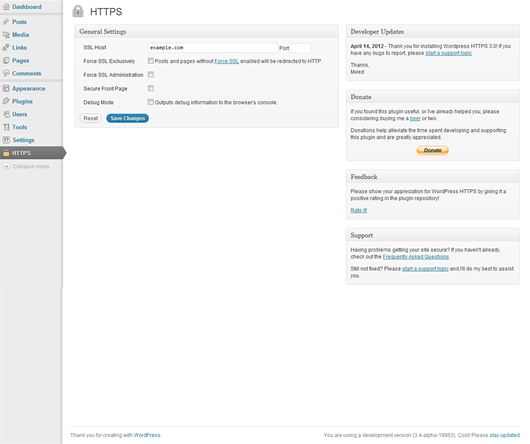 Dashboard
Posts
Media
Links
Pages
Comments
Appearance
Plugins
Users
Tools
Settings
HTTPS
Collapse menu
HTTPS
General Settings
SSL Host example.com Port
Force SSL Exclusively Posts and pages without Force SSL enabled will be redirected to HTTP.
Force SSL Administration
Secure Front Page
Debug Mode Outputs debug information to the browser's console.
Reset Save Changes
Developer Updates
April 14, 2012 - Thank you for installing Wordpress HTTPS 3.0! If you
have any bugs to report, please start a support topic.
Thanks,
Mvied
Donate
If you found this plugin useful, or I've already helped you, please
considering buying me a beer or two.
Donations help alleviate the time spent developing and supporting
this plugin and are greatly appreciated.
Donate
Feedback
Please show your appreciation for WordPress HTTPS by giving it a
positive rating in the plugin repository!
Rate it!
Support
Having problems getting your site secure? If you haven't already,
check out the Frequently Asked Questions.
Still not fixed? Please start a support topic and I'll do my best to assist
you.
Thank you for creating with WordPress.
You are using a development version (3.4-alpha-19953). Cool! Please stay updated.